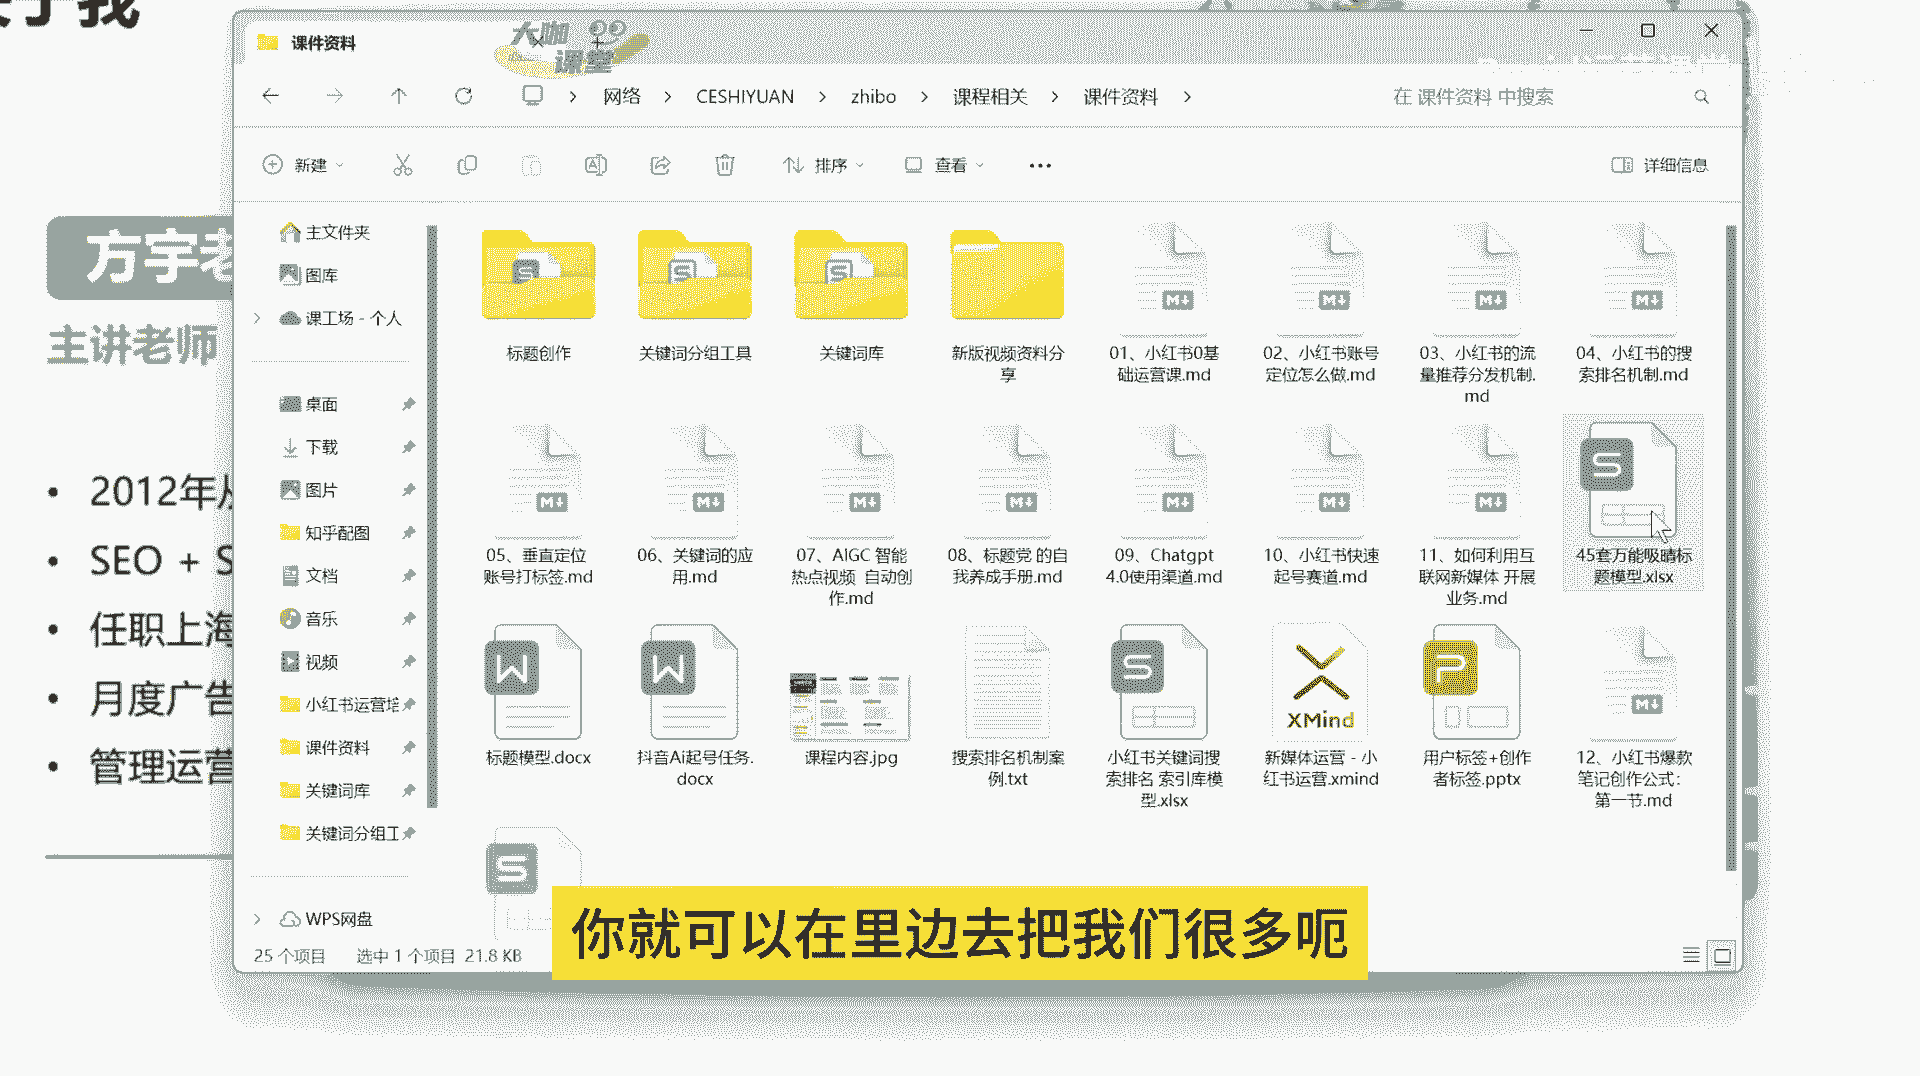 课件资料
大咖
课堂
网络 > CESHIYUAN > zhibo > 课程相关 > 课件资料 >
在 课件资料 中搜索
新建
排序
查看
详细信息
方宇老
主讲老师
2012年从
SEO + S
任职上海
月度广告
管理运营
主文件夹
图库
课工场 - 个人
桌面
下载
图片
知乎配图
文档
音乐
视频
小红书运营培
课件资料
关键词库
关键词分组工
WPS网盘
标题创作
关键词分组工具
关键词库
新版视频资料分
享
01、小红书0基
础运营课.md
02、小红书账号
定位怎么做.md
03、小红书的流
量推荐分发机制.
md
04、小红书的搜
索排名机制.md
05、垂直定位
账号打标签.md
06、关键词的应
用.md
07、AIGC 智能
热点视频 自动创
作.md
08、标题党 的自
我养成手册.md
09、Chatgpt
4.0使用渠道.md
10、小红书快速
起号赛道.md
11、如何利用互
联网新媒体 开展
业务.md
45套万能吸睛标
题模型.xlsx
标题模型.docx
抖音Ai起号任务.
docx
课程内容.jpg
搜索排名机制案
例.txt
小红书关键词搜
索排名 索引库模
型.xlsx
XMind
新媒体运营 - 小
红书运营.xmind
用户标签+创作
者标签.pptx
12、小红书爆款
笔记创作公式：
第一节.md
25 个项目
选中 1 个项目 21.8 KB
你就可以在里边去把我们很多呃